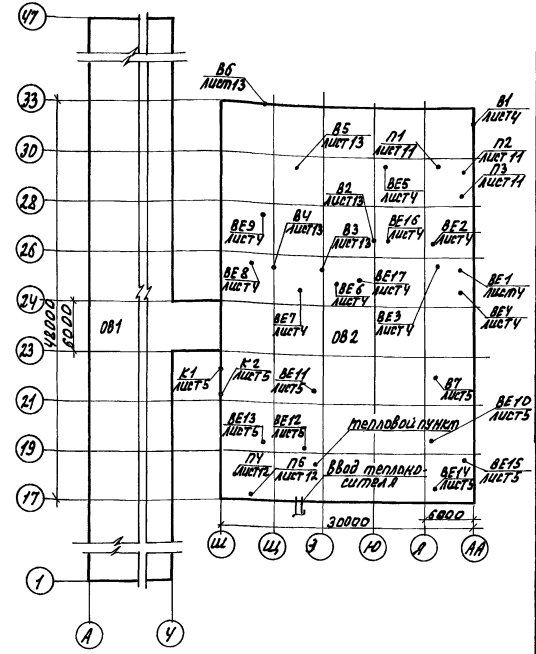 47
В6
лист13
33
В1
лист4
В5
лист13
П1
лист11
П2
лист11
30
П3
лист11
ВЕ5
лист4
28
В2
лист13
ВЕ9
лист4
В4
лист13
В3
лист13
ВЕ16
лист4
ВЕ2
лист4
26
ВЕ8
лист4
ВЕ17
лист4
ВЕ6
лист4
ВЕ1
лист4
24
48000
6000
ОВ1
ВЕ7
лист4
ОВ2
ВЕ3
лист4
ВЕ4
лист4
23
К1
лист5
К2
лист5
ВЕ11
лист5
В7
лист5
21
ВЕ10
лист5
ВЕ13
лист5
ВЕ12
лист5
тепловой пункт
19
П4
лист12
П6
лист12
ввод теплоно-
сителя
ВЕ14
лист5
ВЕ15
лист5
17
30000
6000
Ш
Щ
Э
Ю
Я
АА
1
А
У